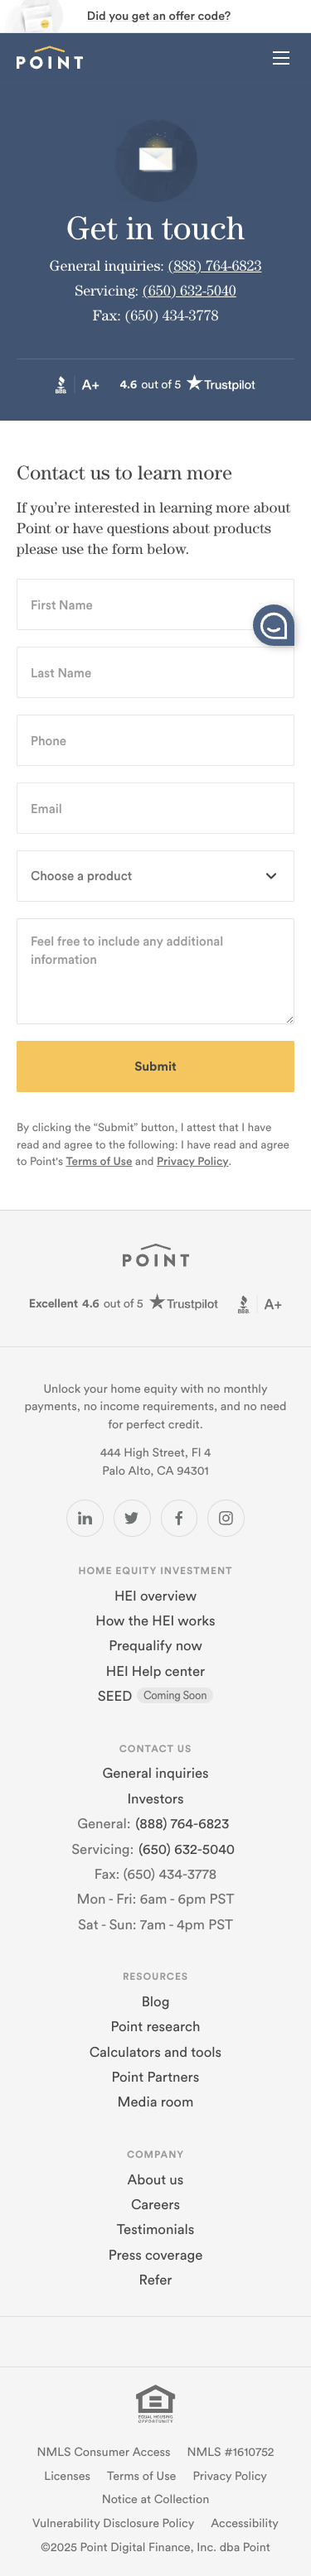 Did you get an offer code?
POINT
Get in touch
General inquiries: (888) 764-6823
Servicing: (650) 632-5040
Fax: (650) 434-3778
BBB A+ 4.6 out of 5 Trustpilot
Contact us to learn more
If you’re interested in learning more about
Point or have questions about products
please use the form below.
First Name
Last Name
Phone
Email
Choose a product
Feel free to include any additional
information
Submit
By clicking the “Submit” button, I attest that I have
read and agree to the following: I have read and agree
to Point's Terms of Use and Privacy Policy.
POINT
Excellent 4.6 out of 5 Trustpilot BBB A+
Unlock your home equity with no monthly
payments, no income requirements, and no need
for perfect credit.
444 High Street, Fl 4
Palo Alto, CA 94301
HOME EQUITY INVESTMENT
HEI overview
How the HEI works
Prequalify now
HEI Help center
SEED Coming Soon
CONTACT US
General inquiries
Investors
General: (888) 764-6823
Servicing: (650) 632-5040
Fax: (650) 434-3778
Mon - Fri: 6am - 6pm PST
Sat - Sun: 7am - 4pm PST
RESOURCES
Blog
Point research
Calculators and tools
Point Partners
Media room
COMPANY
About us
Careers
Testimonials
Press coverage
Refer
EQUAL HOUSING
OPPORTUNITY
NMLS Consumer Access NMLS #1610752
Licenses Terms of Use Privacy Policy
Notice at Collection
Vulnerability Disclosure Policy Accessibility
©2025 Point Digital Finance, Inc. dba Point